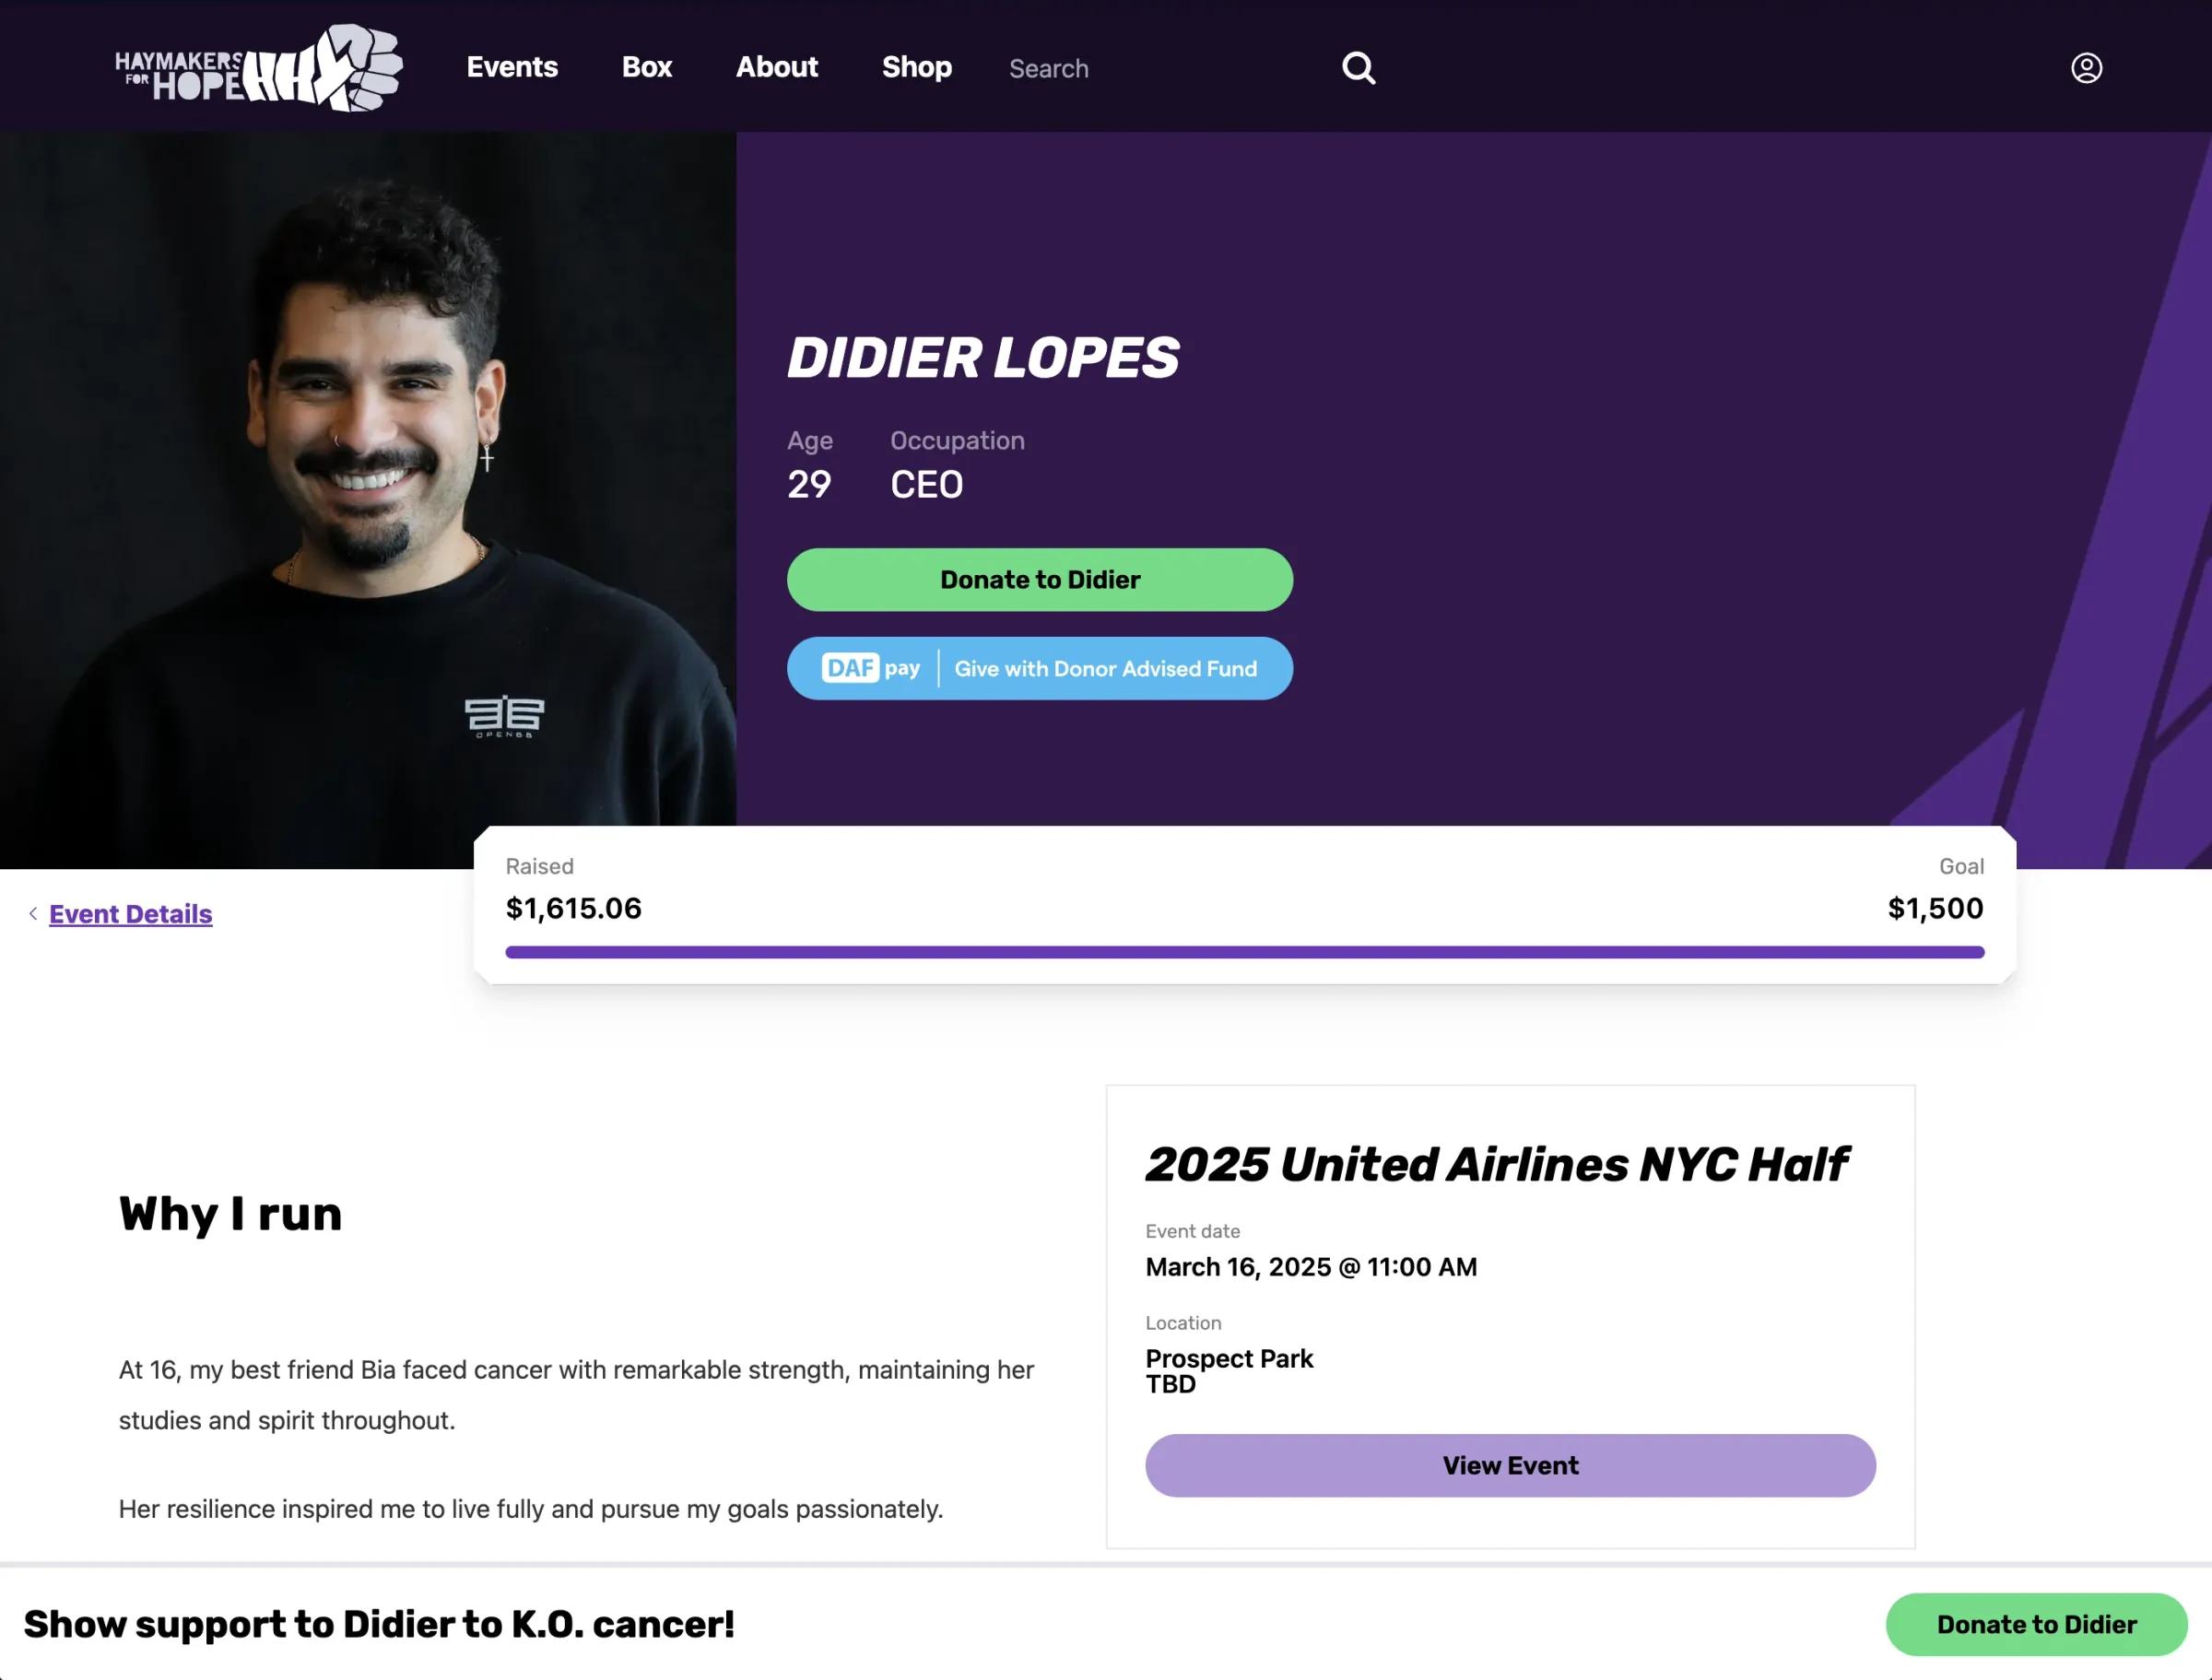 HAYMAKERS
FOR HOPE
HHX
Events Box About Shop Search
DIDIER LOPES
Age Occupation
29 CEO
Donate to Didier
DAF pay Give with Donor Advised Fund
OPENBB
Raised Goal
$1,615.06 $1,500
Event Details
2025 United Airlines NYC Half
Event date
March 16, 2025 @ 11:00 AM
Location
Prospect Park
TBD
View Event
Why I run
At 16, my best friend Bia faced cancer with remarkable strength, maintaining her
studies and spirit throughout.
Her resilience inspired me to live fully and pursue my goals passionately.
Show support to Didier to K.O. cancer! Donate to Didier